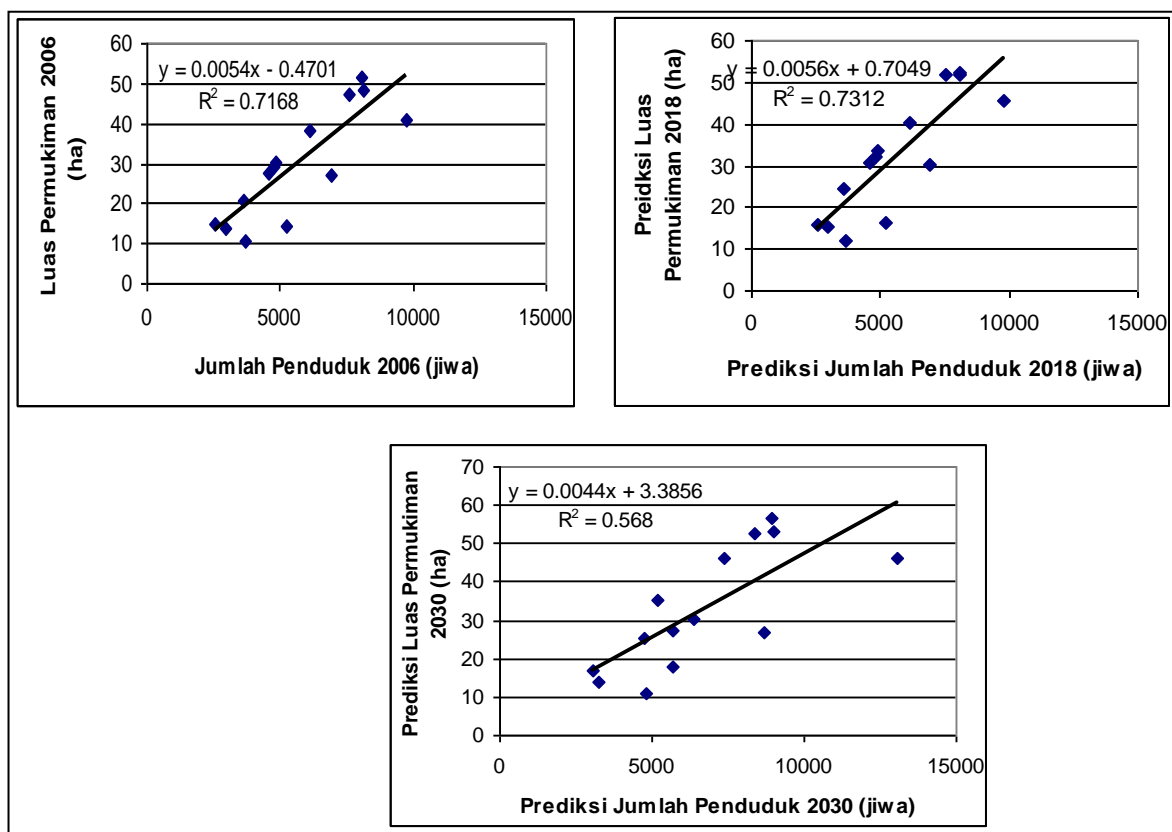 Luas Permukiman 2006
(ha)
60
50
40
30
20
10
0
y = 0.0054x - 0.4701
R² = 0.7168
0 5000 10000 15000
Jumlah Penduduk 2006 (jiwa)
Preidksi Luas
Permukiman 2018 (ha)
60
50
40
30
20
10
0
y = 0.0056x + 0.7049
R² = 0.7312
0 5000 10000 15000
Prediksi Jumlah Penduduk 2018 (jiwa)
Prediksi Luas Permukiman
2030 (ha)
70
60
50
40
30
20
10
0
y = 0.0044x + 3.3856
R² = 0.568
0 5000 10000 15000
Prediksi Jumlah Penduduk 2030 (jiwa)